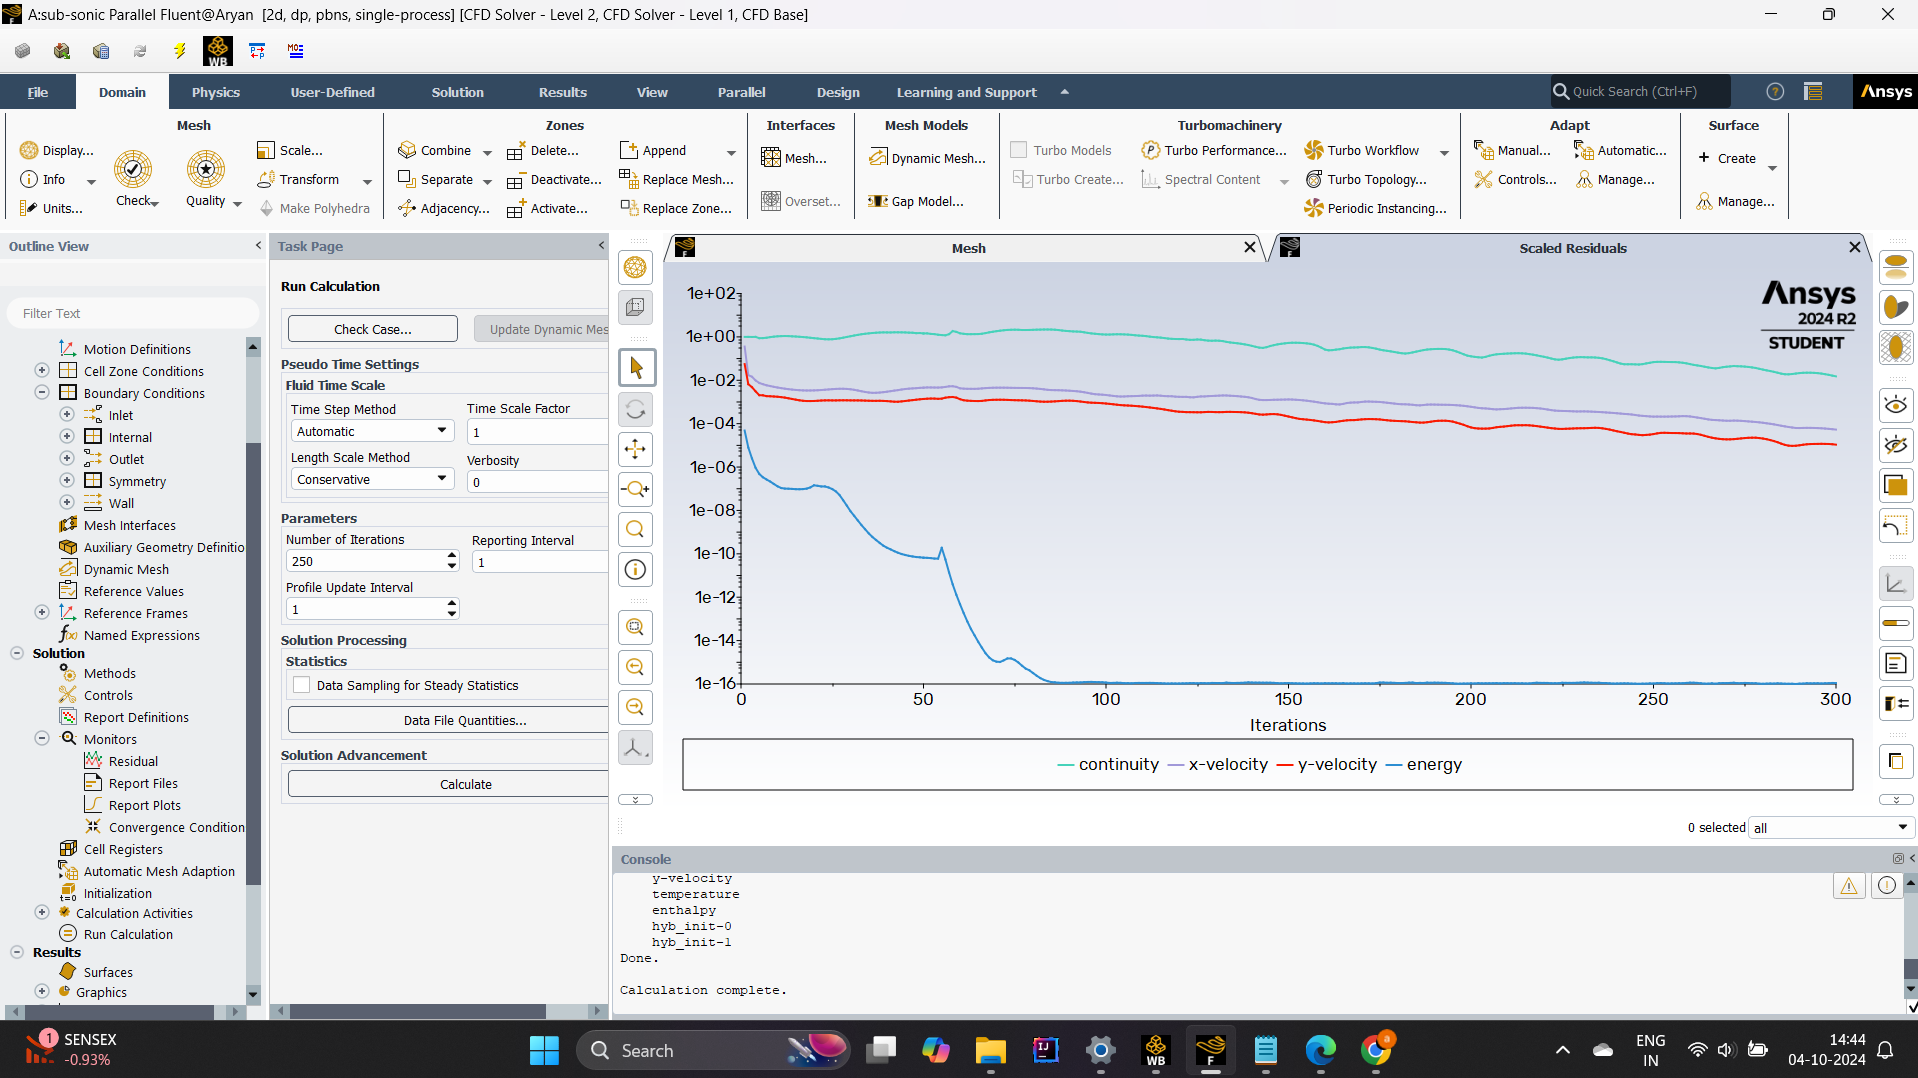 A:sub-sonic Parallel Fluent@Aryan [2d, dp, pbns, single-process] [CFD Solver - Level 2, CFD Solver - Level 1, CFD Base]
WB
File Domain Physics User-Defined Solution Results View Parallel Design Learning and Support Quick Search (Ctrl+F) Ansys
Mesh
Display...
Info
Units...
Check
Quality
Scale...
Transform
Make Polyhedra
Zones
Combine
Separate
Adjacency...
Delete...
Deactivate...
Activate...
Append
Replace Mesh...
Replace Zone...
Interfaces
Mesh...
Overset...
Mesh Models
Dynamic Mesh...
Gap Model...
Turbomachinery
Turbo Models
Turbo Create...
Turbo Performance...
Spectral Content
Turbo Workflow
Turbo Topology...
Periodic Instancing...
Adapt
Manual...
Controls...
Automatic...
Manage...
Surface
+ Create
Manage...
Outline View
Filter Text
Motion Definitions
Cell Zone Conditions
Boundary Conditions
Inlet
Internal
Outlet
Symmetry
Wall
Mesh Interfaces
Auxiliary Geometry Definitio
Dynamic Mesh
Reference Values
Reference Frames
Named Expressions
Solution
Methods
Controls
Report Definitions
Monitors
Residual
Report Files
Report Plots
Convergence Condition
Cell Registers
Automatic Mesh Adaption
Initialization
Calculation Activities
Run Calculation
Results
Surfaces
Graphics
Task Page
Run Calculation
Check Case...
Update Dynamic Mes
Pseudo Time Settings
Fluid Time Scale
Time Step Method
Time Scale Factor
Automatic
1
Length Scale Method
Verbosity
Conservative
0
Parameters
Number of Iterations
Reporting Interval
250
1
Profile Update Interval
1
Solution Processing
Statistics
Data Sampling for Steady Statistics
Data File Quantities...
Solution Advancement
Calculate
Mesh
Scaled Residuals
Ansys
2024 R2
STUDENT
1e+02
1e+00
1e-02
1e-04
1e-06
1e-08
1e-10
1e-12
1e-14
1e-16
0 50 100 150 200 250 300
Iterations
continuity x-velocity y-velocity energy
0 selected all
Console
y-velocity
temperature
enthalpy
hyb_init-0
hyb_init-1
Done.
Calculation complete.
1
SENSEX
-0.93%
Search
IJ
WB
a
ENG
IN
14:44
04-10-2024